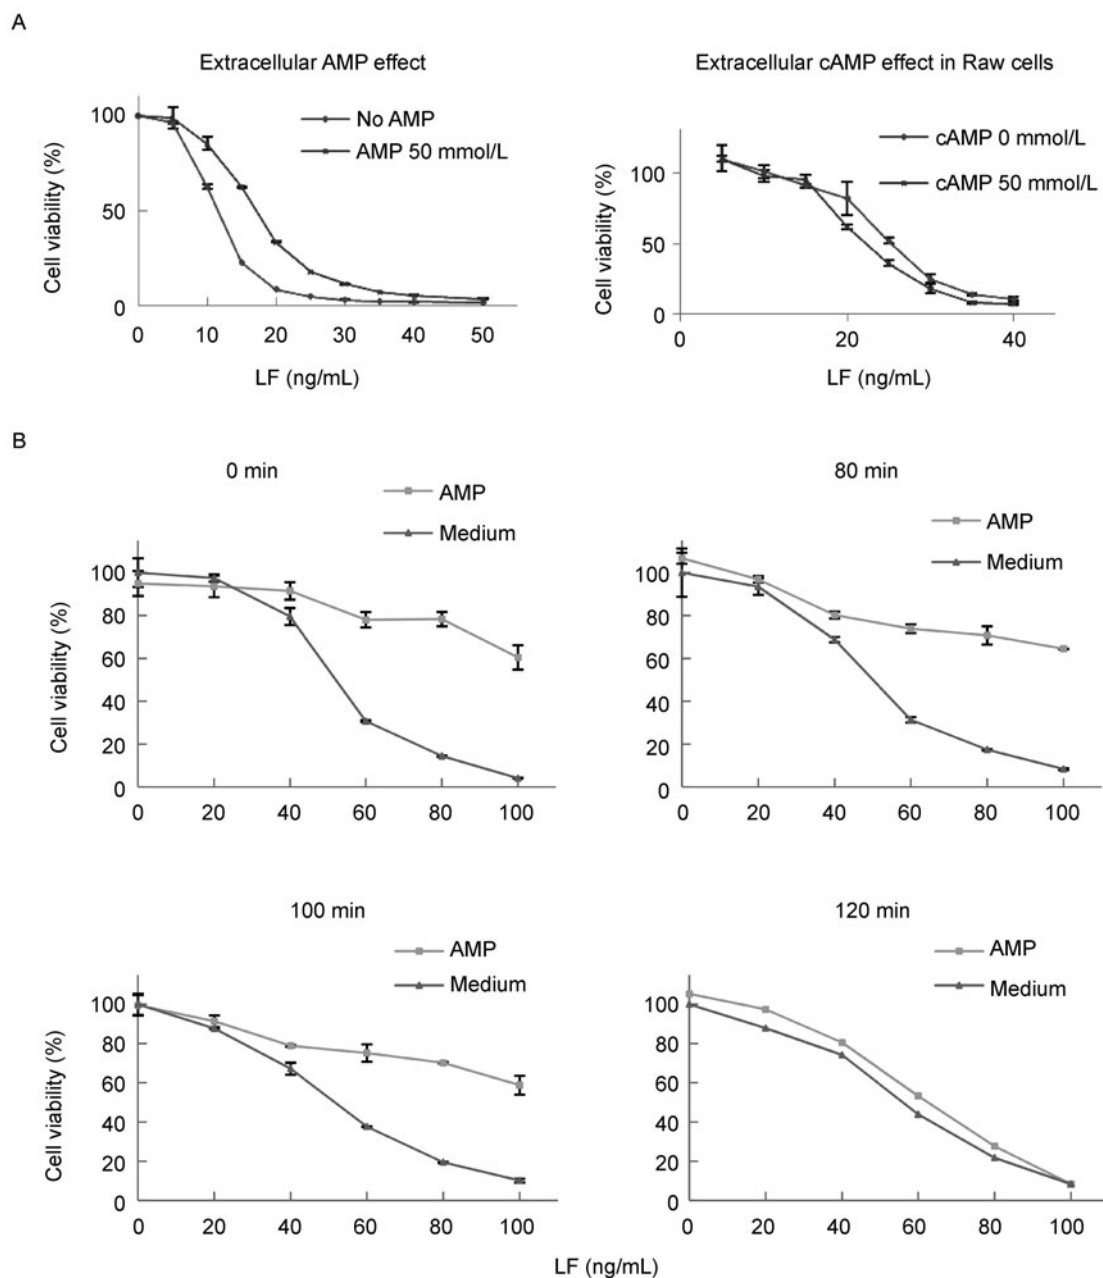 A
Extracellular AMP effect
No AMP
AMP 50 mmol/L
Cell viability (%)
100
50
0
0 10 20 30 40 50
LF (ng/mL)
Extracellular cAMP effect in Raw cells
cAMP 0 mmol/L
cAMP 50 mmol/L
Cell viability (%)
100
50
0
0 20 40
LF (ng/mL)
B
0 min
AMP
Medium
Cell viability (%)
100
80
60
40
20
0
0 20 40 60 80 100
80 min
AMP
Medium
100
80
60
40
20
0
0 20 40 60 80 100
100 min
AMP
Medium
Cell viability (%)
100
80
60
40
20
0
0 20 40 60 80 100
120 min
AMP
Medium
100
80
60
40
20
0
0 20 40 60 80 100
LF (ng/mL)